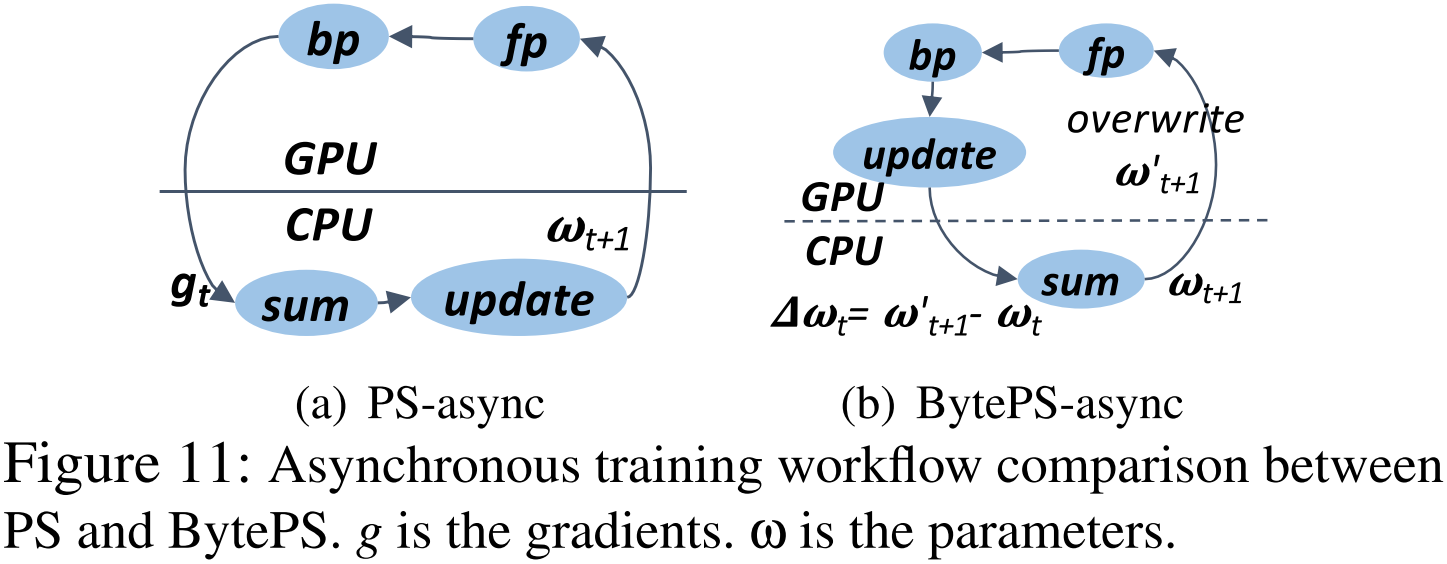 bp
fp
GPU
CPU
ω_{t+1}
g_t
sum
update
(a) PS-async
bp
fp
overwrite
update
ω'_{t+1}
GPU
CPU
sum
ω_{t+1}
Δω_t= ω'_{t+1}- ω_t
(b) BytePS-async
Figure 11: Asynchronous training workflow comparison between
PS and BytePS. g is the gradients. ω is the parameters.